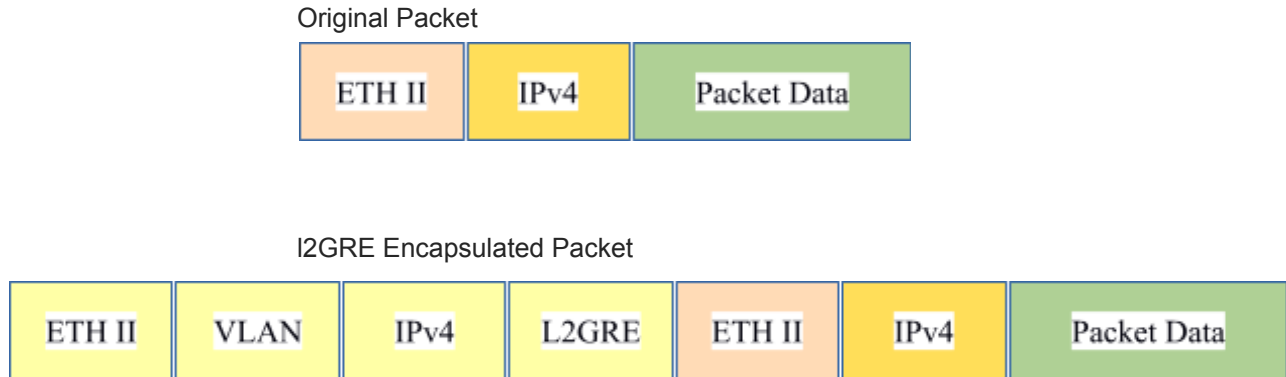 Original Packet
ETH II IPv4 Packet Data
l2GRE Encapsulated Packet
ETH II VLAN IPv4 L2GRE ETH II IPv4 Packet Data